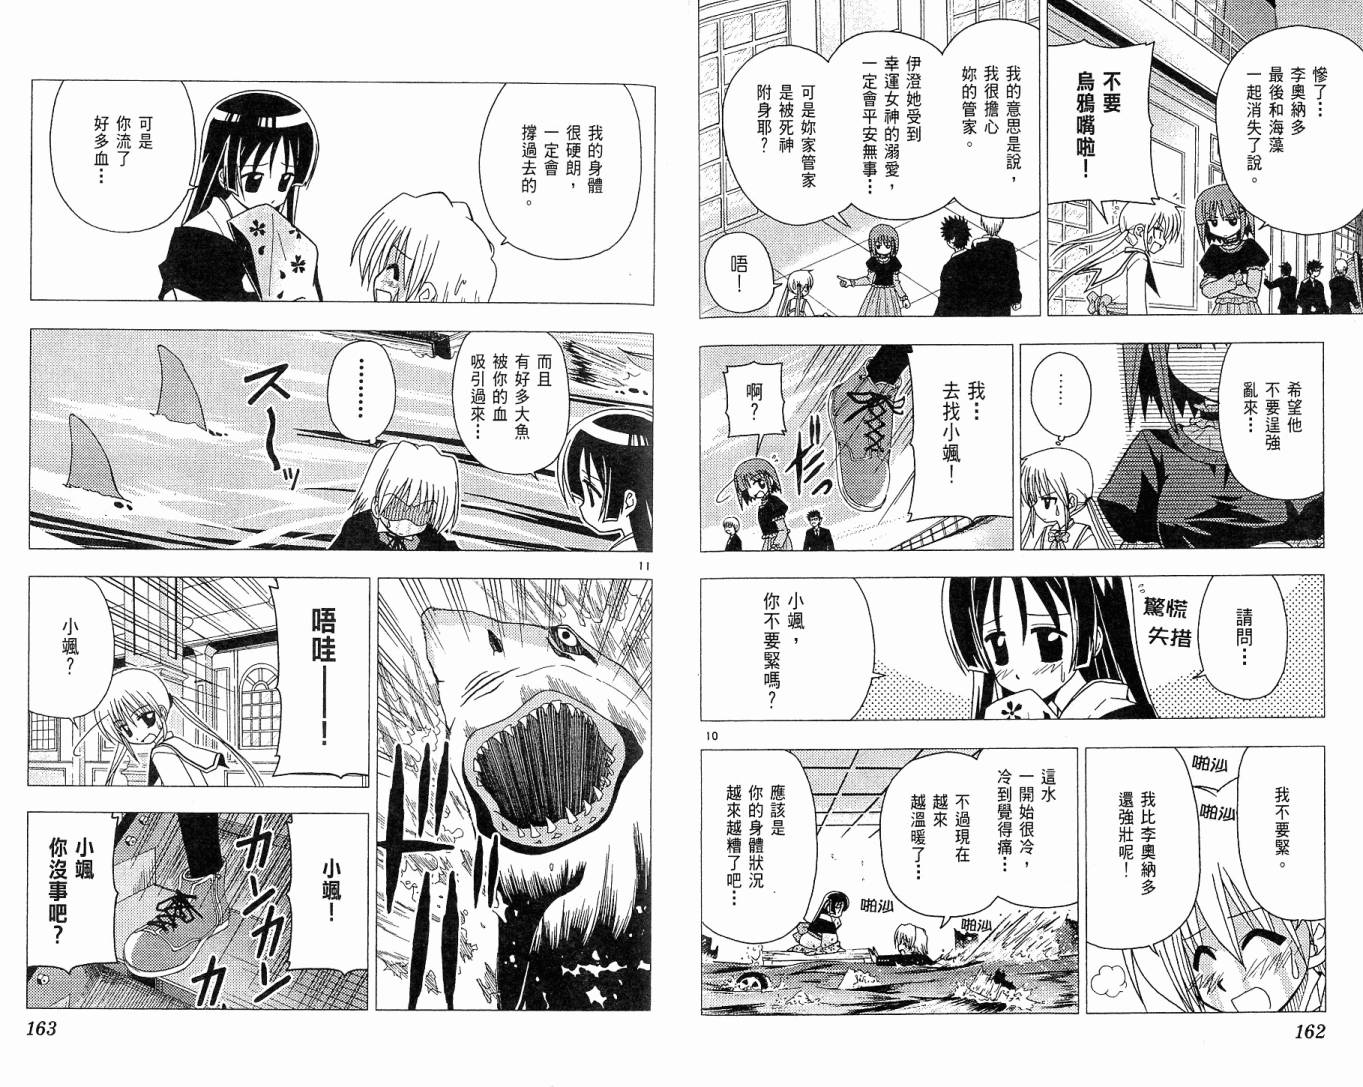 慘了…
李奧納多
最後和海藻
一起消失了說。
不要
烏鴉嘴啦！
我的意思是說，
我很擔心
妳的管家。
伊澄她受到
幸運女神的溺愛，
一定會平安無事…
可是妳家管家
是被死神
附身耶？
唔！
希望他
不要逞強
亂來…
……
我…
去找小颯！
啊？
請問…
驚慌
失措
小颯，
你不要緊嗎？
10
我不要緊。
啪汕
啪汕
我比李奧納多
還強壯呢！
這水
一開始很冷，
冷到覺得痛…
不過現在
越來
越溫暖了…
啪汕
啪汕
應該是
你的身體狀況
越來越糟了吧…
162
我的身體
很硬朗，
一定會
撐過去的。
可是
你流了
好多血…
而且
有好多大魚
被你的血
吸引過來…
………
スーッ
11
唔哇——！
小颯？
小颯！
カンカンカン
小颯
你沒事吧？
163